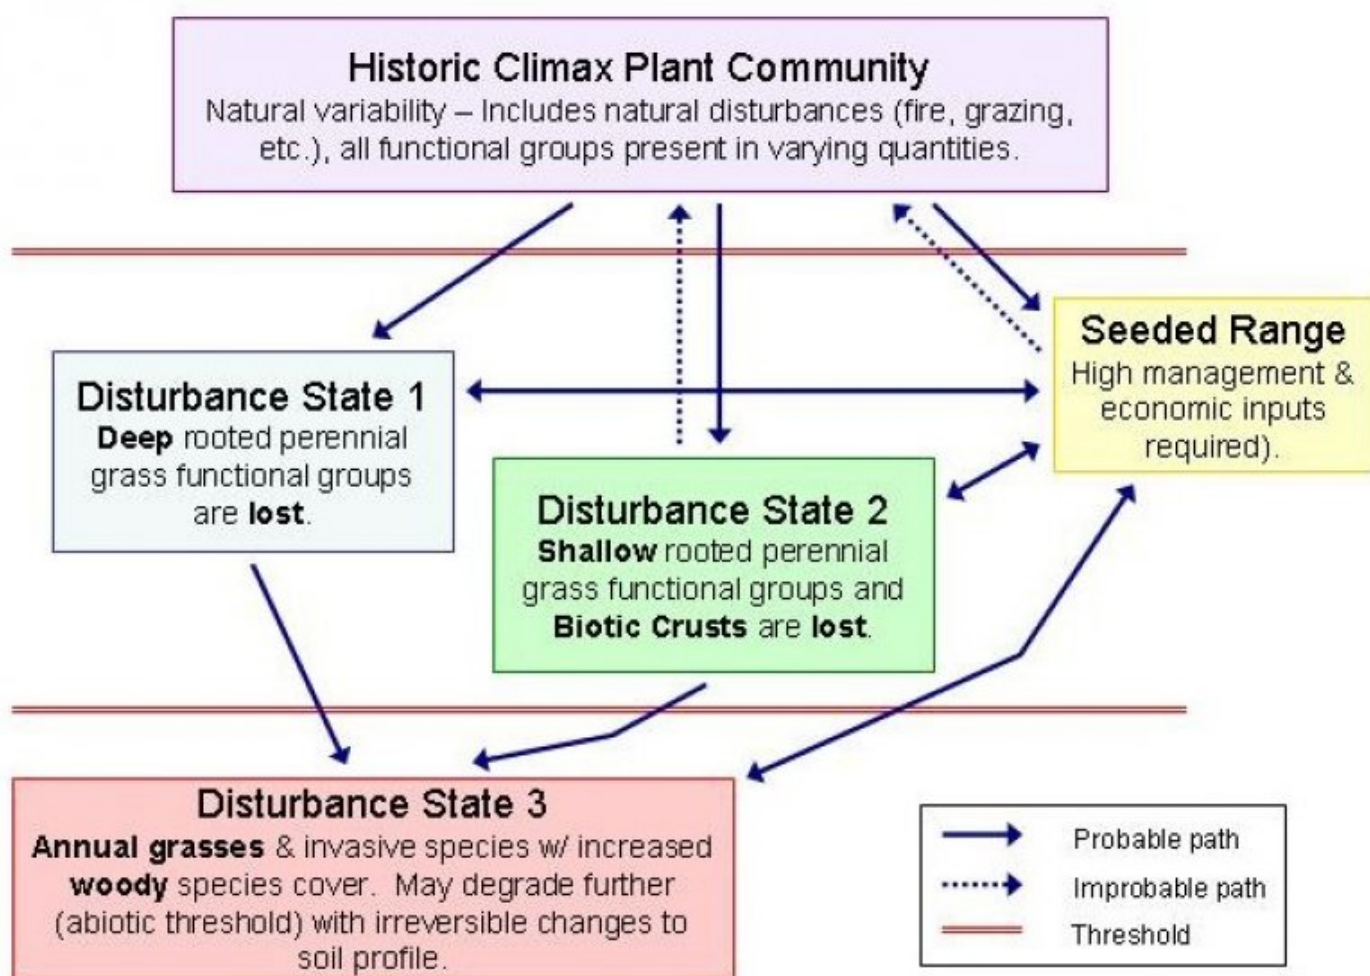 Historic Climax Plant Community
Natural variability – Includes natural disturbances (fire, grazing,
etc.), all functional groups present in varying quantities.
Seeded Range
High management &
economic inputs
required).
Disturbance State 1
Deep rooted perennial
grass functional groups
are lost.
Disturbance State 2
Shallow rooted perennial
grass functional groups and
Biotic Crusts are lost.
Disturbance State 3
Annual grasses & invasive species w/ increased
woody species cover. May degrade further
(abiotic threshold) with irreversible changes to
soil profile.
Probable path
Improbable path
Threshold